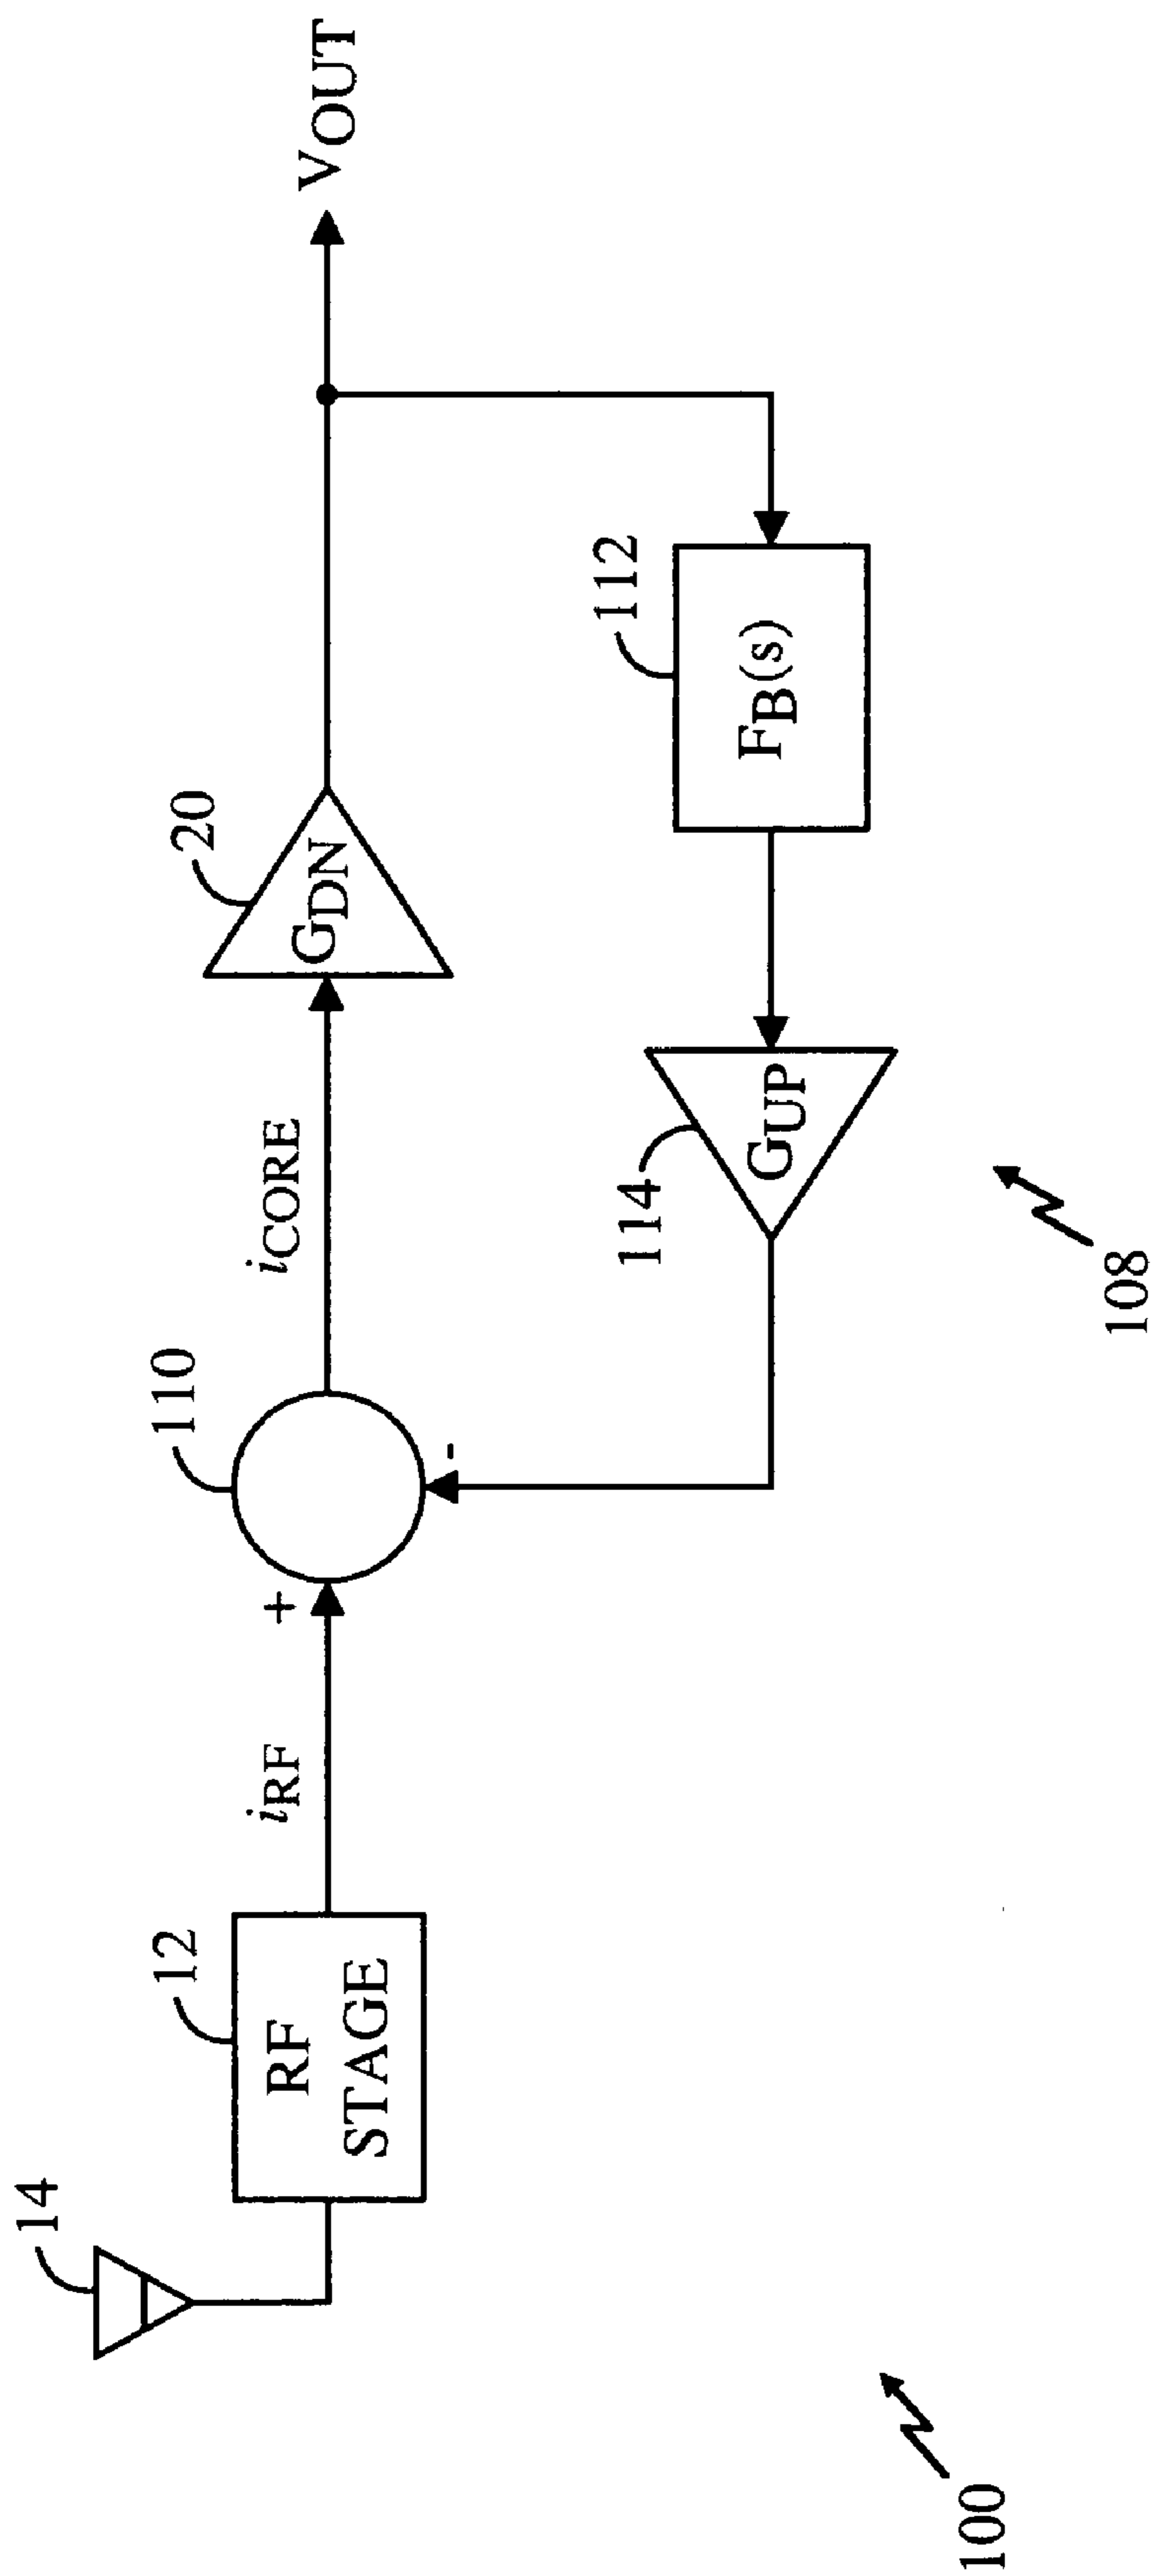 14
12
RF
STAGE
iRF
+
110
-
iCORE
20
GDN
VOUT
112
FB(s)
114
GUP
108
100